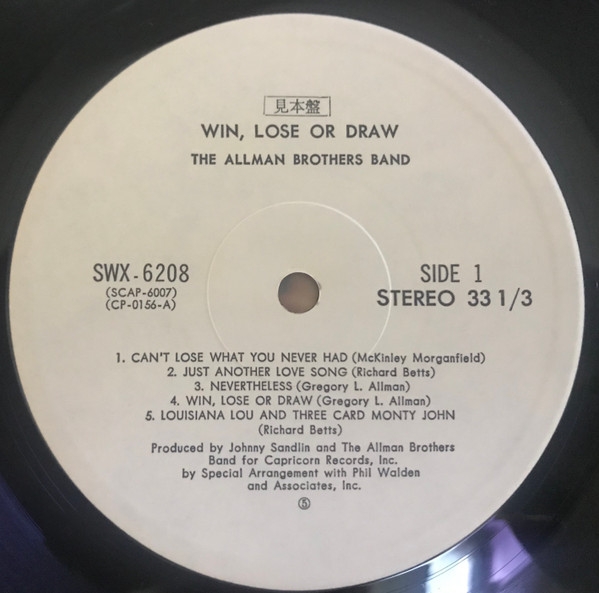 見本盤
WIN, LOSE OR DRAW
THE ALLMAN BROTHERS BAND
SWX-6208
(SCAP-6007)
(CP-0156-A)
SIDE 1
STEREO 33 1/3
1. CAN'T LOSE WHAT YOU NEVER HAD (McKinley Morganfield)
2. JUST ANOTHER LOVE SONG (Richard Betts)
3. NEVERTHELESS (Gregory L. Allman)
4. WIN, LOSE OR DRAW (Gregory L. Allman)
5. LOUISIANA LOU AND THREE CARD MONTY JOHN
(Richard Betts)
Produced by Johnny Sandlin and The Allman Brothers
Band for Capricorn Records, Inc.
by Special Arrangement with Phil Walden
and Associates, Inc.